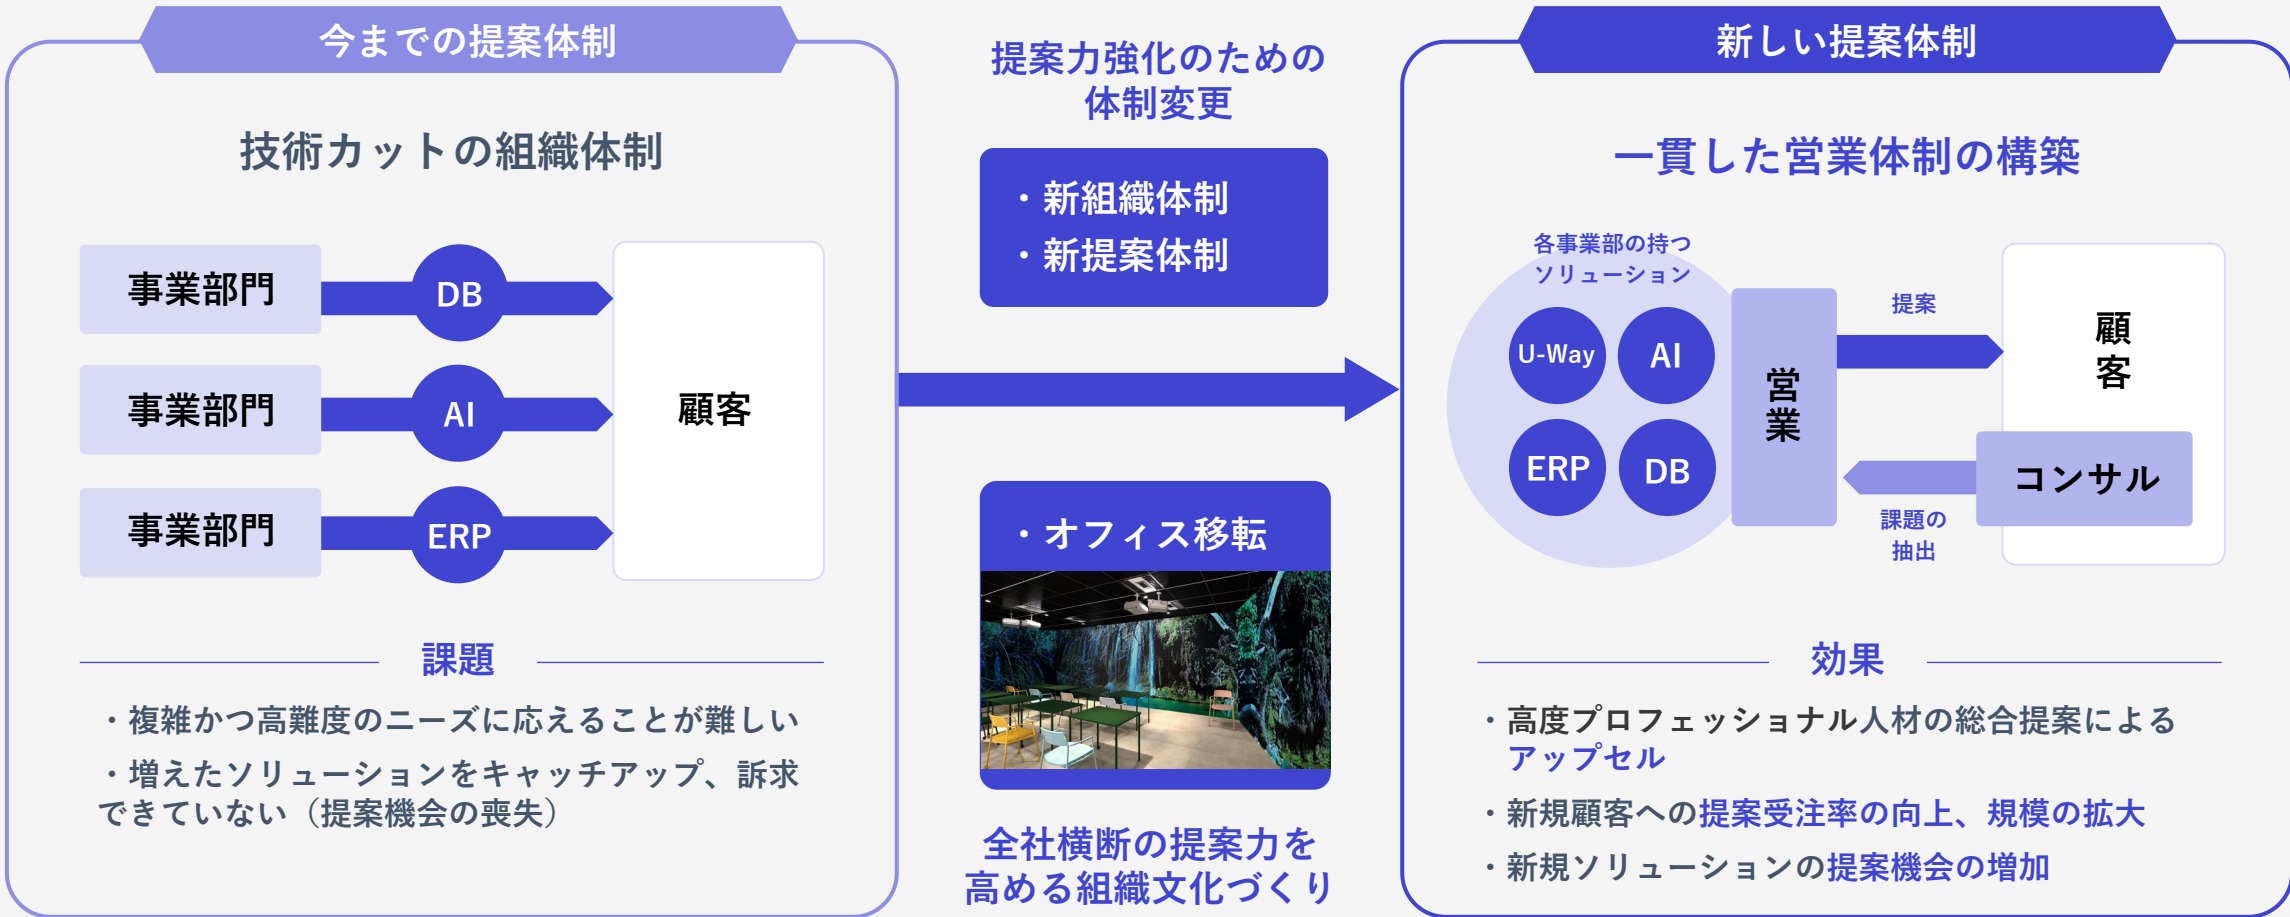 今までの提案体制
技術カットの組織体制
事業部門
DB
事業部門
AI
事業部門
ERP
顧客
課題
・複雑かつ高難度のニーズに応えることが難しい
・増えたソリューションをキャッチアップ、訴求
できていない（提案機会の喪失）
提案力強化のための
体制変更
・新組織体制
・新提案体制
・オフィス移転
全社横断の提案力を
高める組織文化づくり
新しい提案体制
一貫した営業体制の構築
各事業部の持つ
ソリューション
U-Way
AI
ERP
DB
営業
提案
顧客
コンサル
課題の
抽出
効果
・高度プロフェッショナル人材の総合提案による
アップセル
・新規顧客への提案受注率の向上、規模の拡大
・新規ソリューションの提案機会の増加